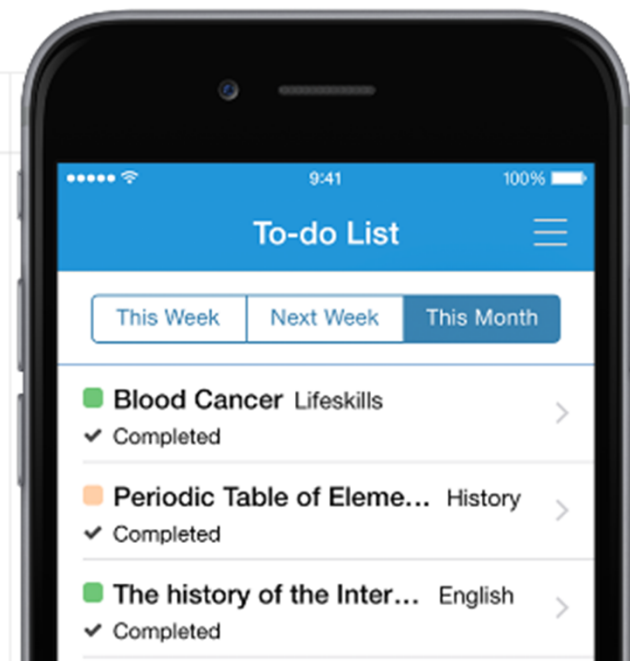 9:41 100%
To-do List
This Week Next Week This Month
Blood Cancer Lifeskills
Completed
Periodic Table of Eleme... History
Completed
The history of the Inter... English
Completed